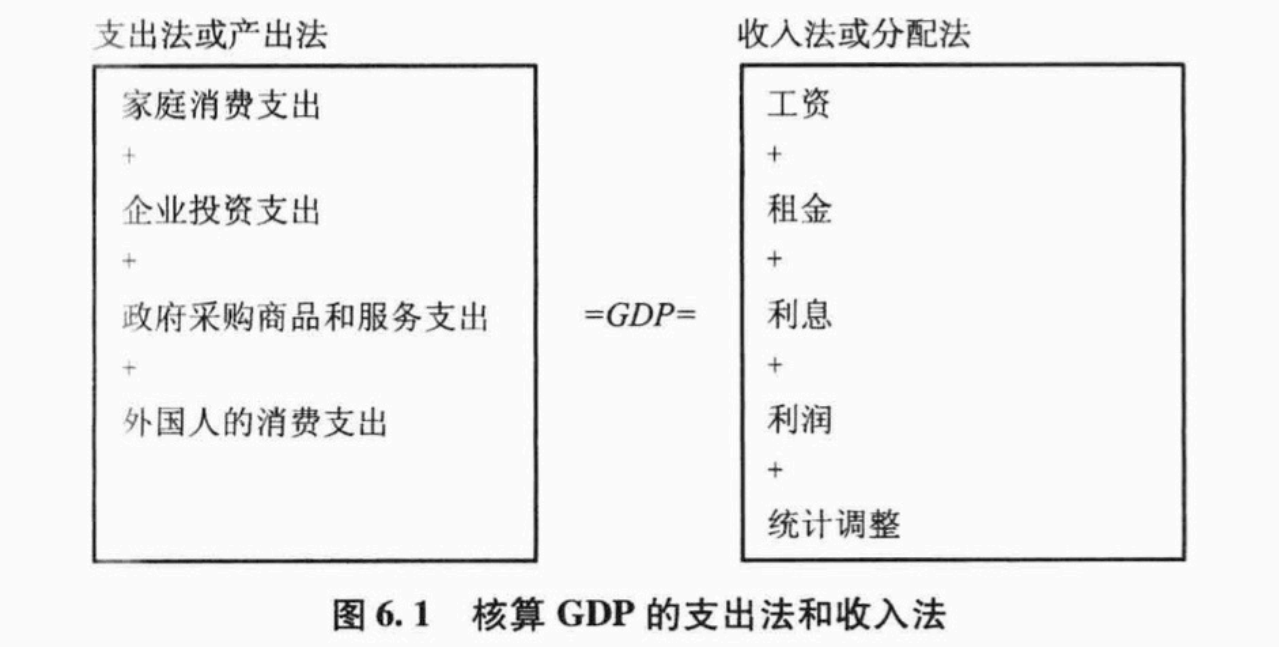 支出法或产出法
家庭消费支出
+
企业投资支出
+
政府采购商品和服务支出
+
外国人的消费支出
=GDP=
收入法或分配法
工资
+
租金
+
利息
+
利润
+
统计调整
图 6.1 核算 GDP 的支出法和收入法